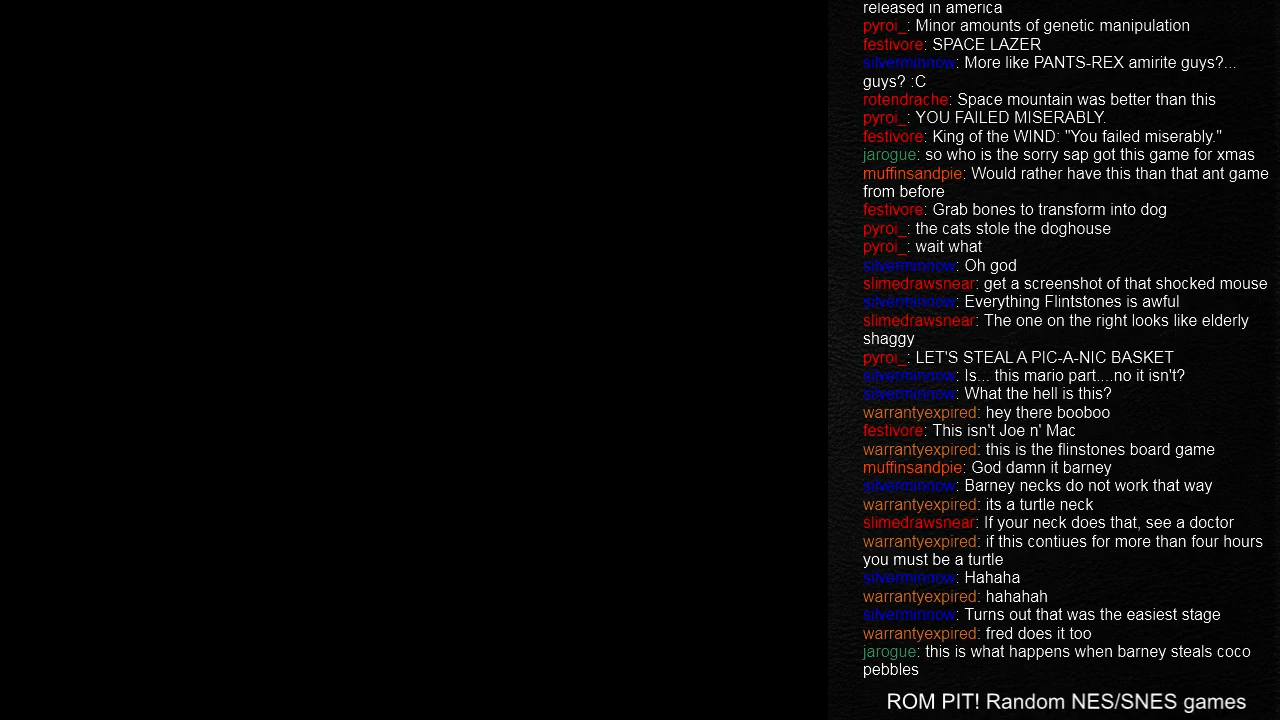 released in america
pyroi_: Minor amounts of genetic manipulation
festivore: SPACE LAZER
silverminnow: More like PANTS-REX amirite guys?...
guys? :C
rotendrache: Space mountain was better than this
pyroi_: YOU FAILED MISERABLY.
festivore: King of the WIND: "You failed miserably."
jarogue: so who is the sorry sap got this game for xmas
muffinsandpie: Would rather have this than that ant game
from before
festivore: Grab bones to transform into dog
pyroi_: the cats stole the doghouse
pyroi_: wait what
silverminnow: Oh god
slimedrawsnear: get a screenshot of that shocked mouse
silverminnow: Everything Flintstones is awful
slimedrawsnear: The one on the right looks like elderly
shaggy
pyroi_: LET'S STEAL A PIC-A-NIC BASKET
silverminnow: Is... this mario part... no it isn't?
silverminnow: What the hell is this?
warrantyexpired: hey there booboo
festivore: This isn't Joe n' Mac
warrantyexpired: this is the flinstones board game
muffinsandpie: God damn it barney
silverminnow: Barney necks do not work that way
warrantyexpired: its a turtle neck
slimedrawsnear: If your neck does that, see a doctor
warrantyexpired: if this contiues for more than four hours
you must be a turtle
silverminnow: Hahaha
warrantyexpired: hahahah
silverminnow: Turns out that was the easiest stage
warrantyexpired: fred does it too
jarogue: this is what happens when barney steals coco
pebbles
ROM PIT! Random NES/SNES games